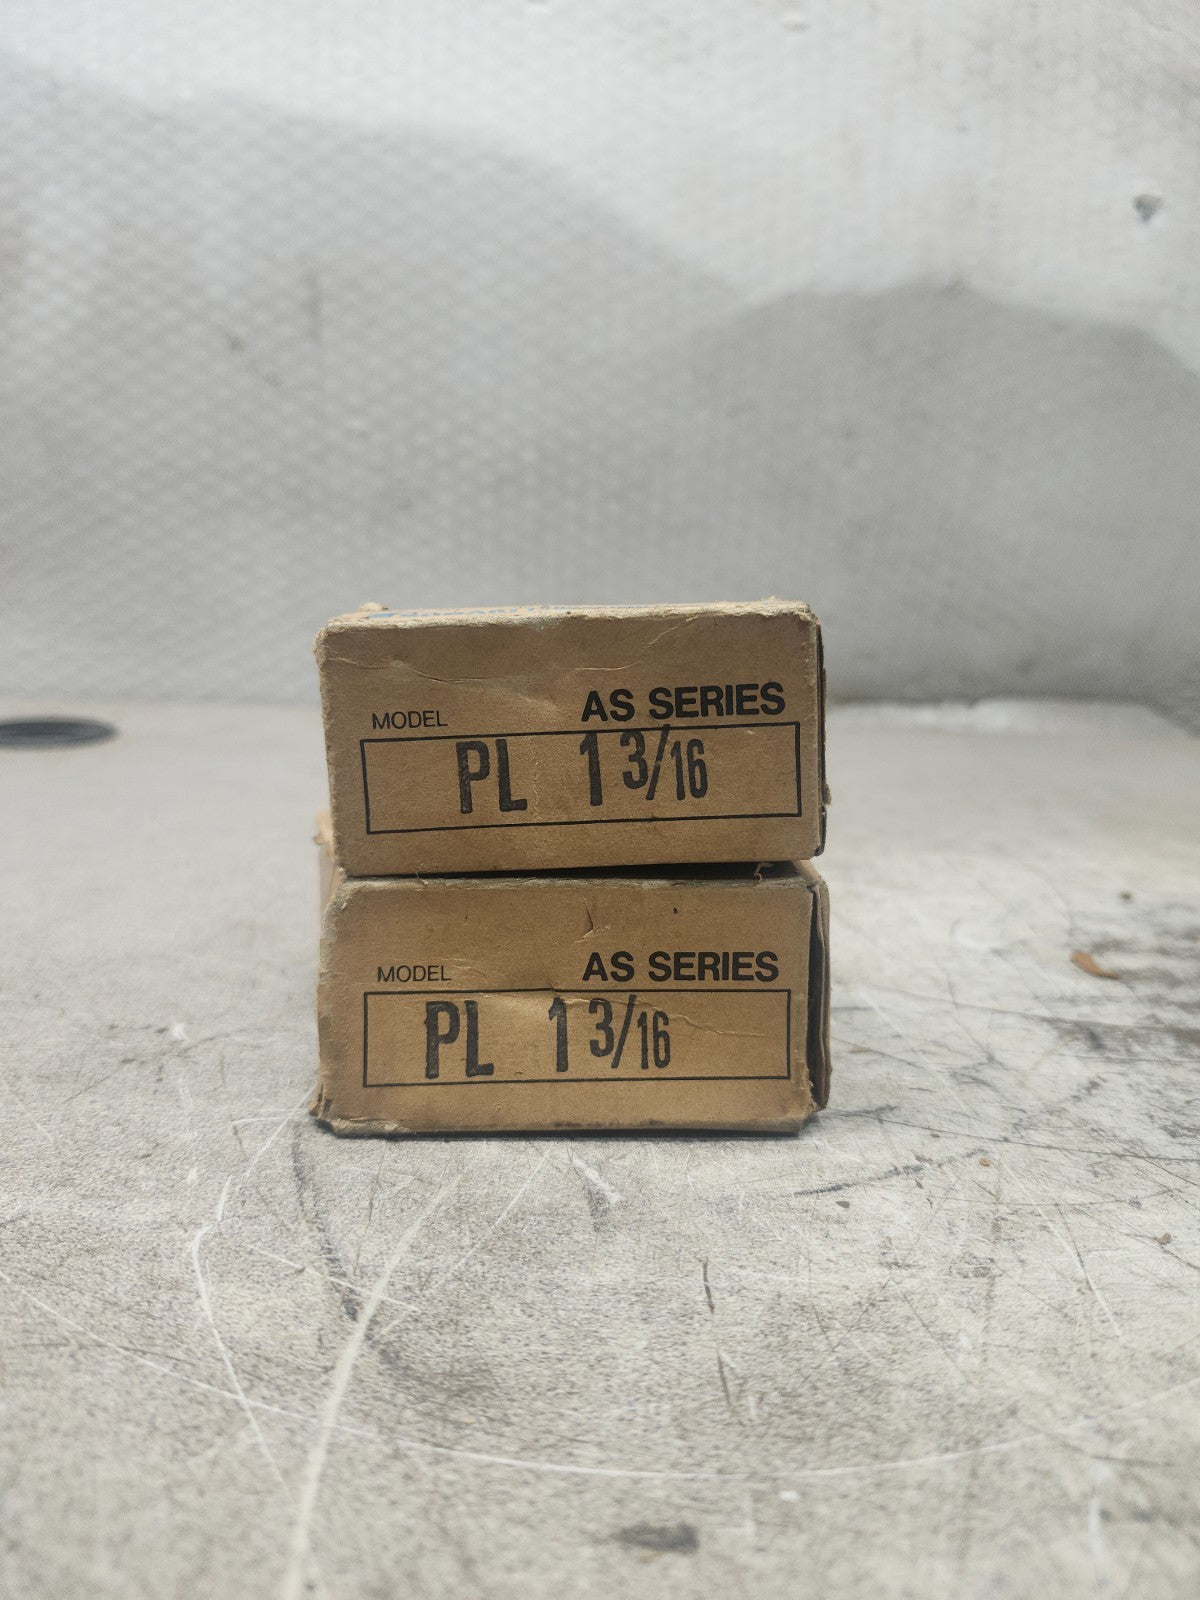 AS SERIES
MODEL
PL 1 3/16
AS SERIES
MODEL
PL 1 3/16